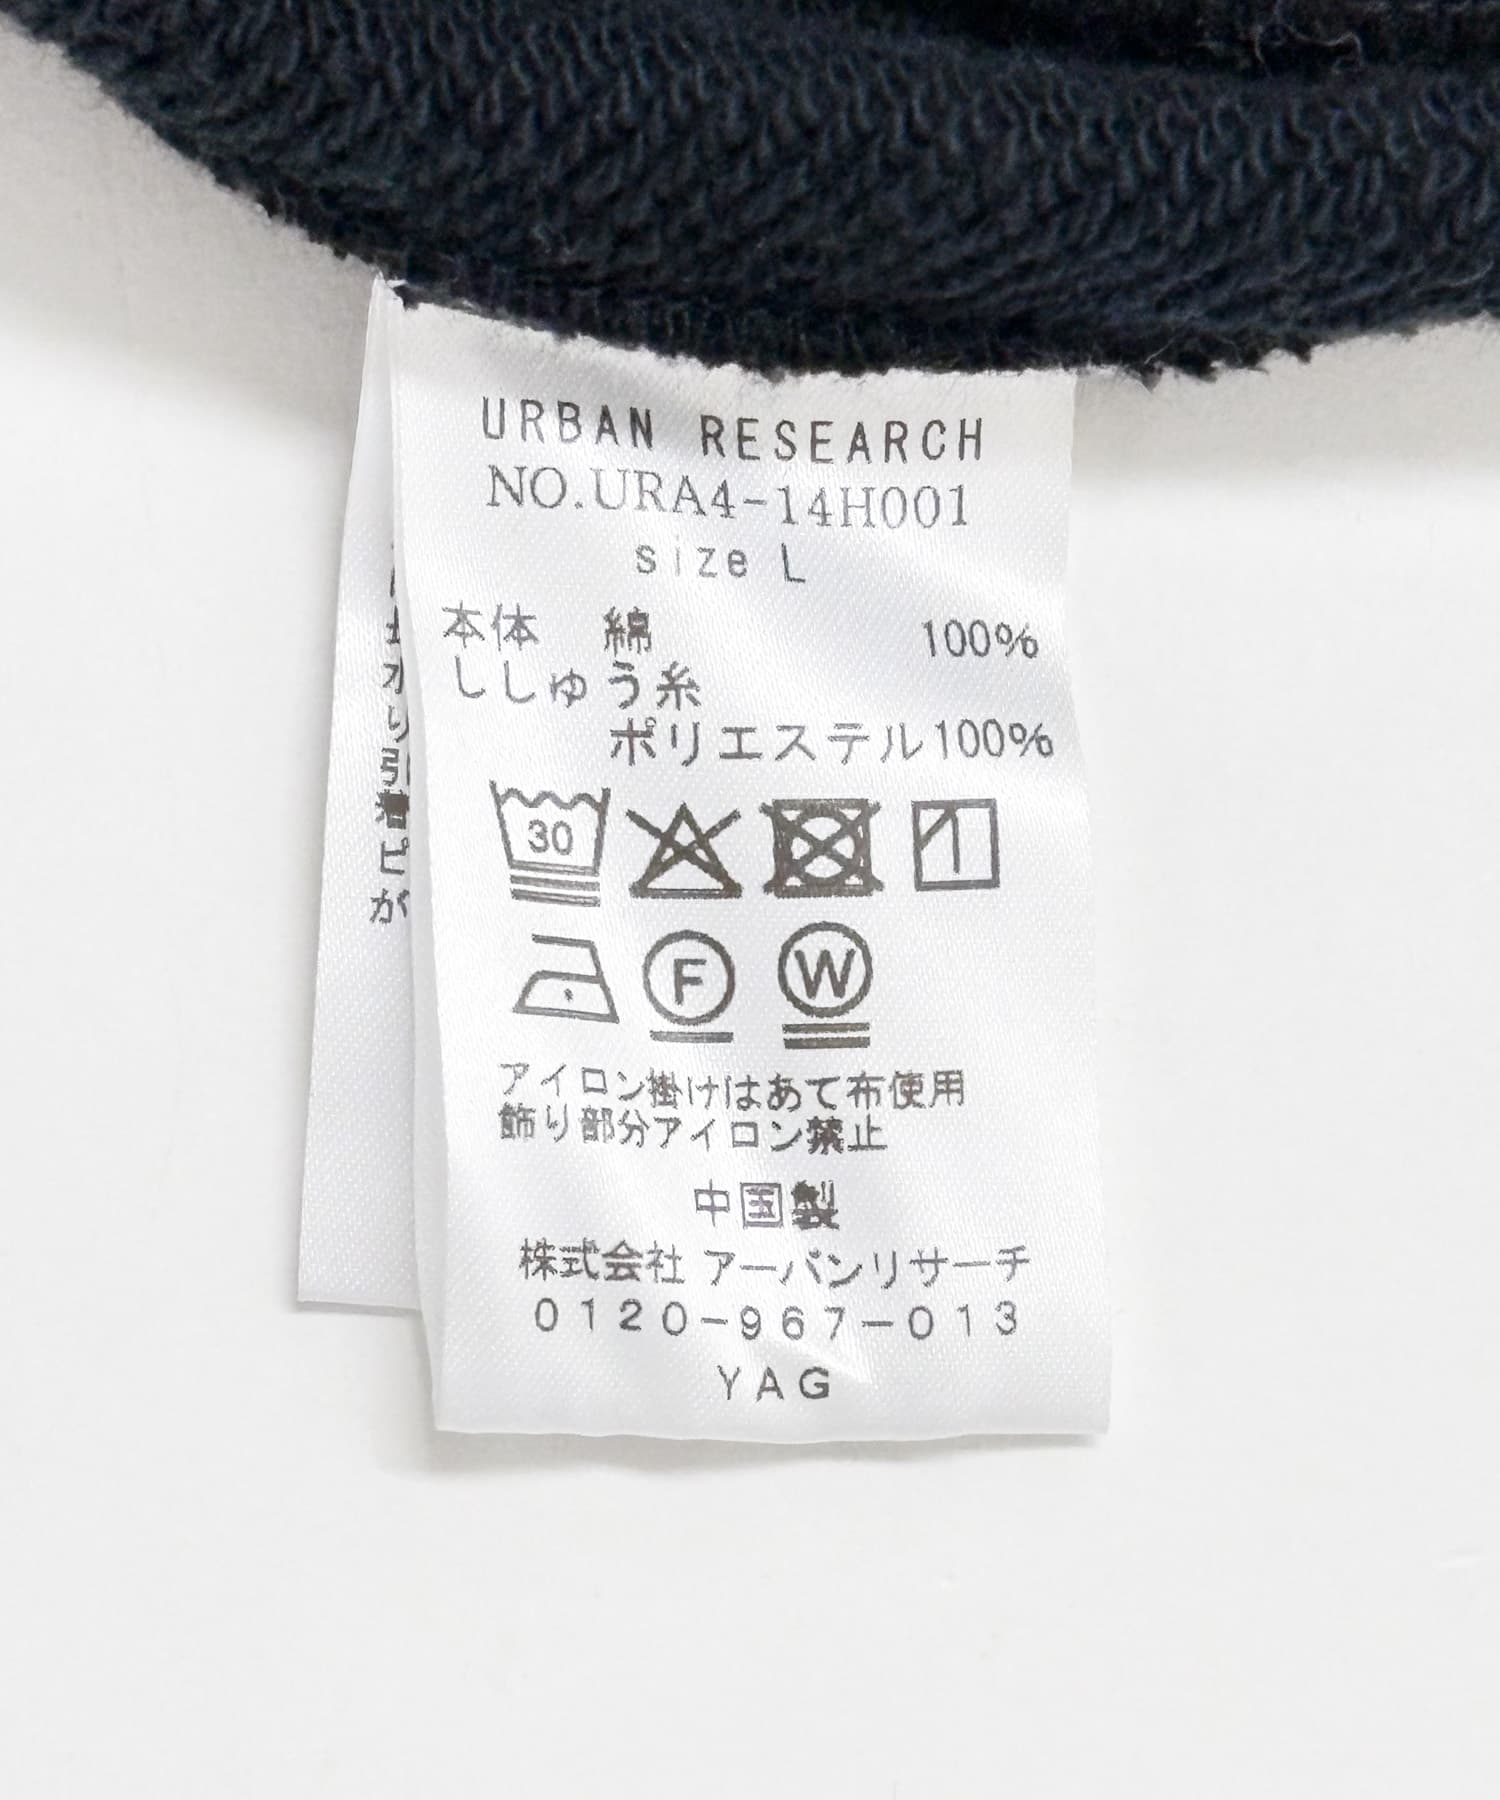 URBAN RESEARCH
NO.URA4-14H001
size L
本体 綿 100%
ししゅう糸
ポリエステル100%
30
F
W
アイロン掛けはあて布使用
飾り部分アイロン禁止
中国製
株式会社 アーバンリサーチ
0120-967-013
YAG